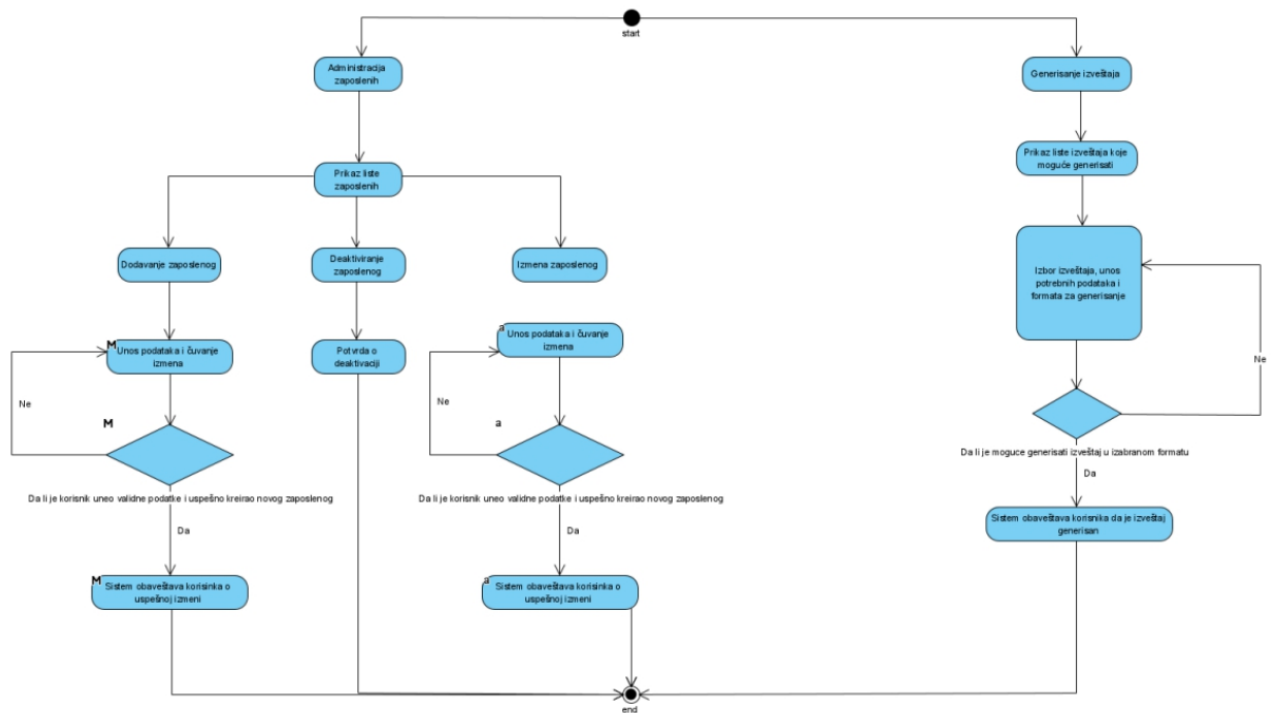 start
Administracija
zaposlenih
Generisanje izveštaja
Prikaz liste izveštaja koje
moguće generisati
Prikaz liste
zaposlenih
Dodavanje zaposlenog
Deaktiviranje
zaposlenog
Izmena zaposlenog
Izbor izveštaja, unos
potrebnih podataka i
formata za generisanje
M
Unos podataka i čuvanje
izmena
Potvrda o
deaktivaciji
a
Unos podataka i čuvanje
izmena
Ne
Ne
Ne
M
a
Da li je korisnik uneo validne podatke i uspešno kreirao novog zaposlenog
Da li je korisnik uneo validne podatke i uspešno kreirao novog zaposlenog
Da li je moguce generisati izveštaj u izabranom formatu
Da
Da
Da
Sistem obaveštava korisnika da je izveštaj
generisan
M
Sistem obaveštava korisinka o
uspešnoj izmeni
a
Sistem obaveštava korisinka o
uspešnoj izmeni
end